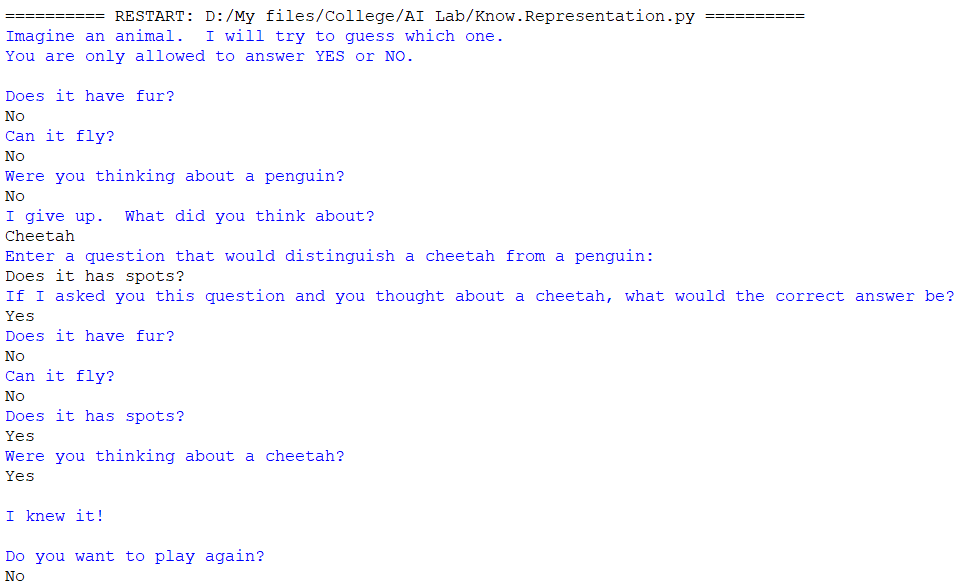 ========== RESTART: D:/My files/College/AI Lab/Know.Representation.py ==========
Imagine an animal.  I will try to guess which one.
You are only allowed to answer YES or NO.
Does it have fur?
No
Can it fly?
No
Were you thinking about a penguin?
No
I give up.  What did you think about?
Cheetah
Enter a question that would distinguish a cheetah from a penguin:
Does it has spots?
If I asked you this question and you thought about a cheetah, what would the correct answer be?
Yes
Does it have fur?
No
Can it fly?
No
Does it has spots?
Yes
Were you thinking about a cheetah?
Yes
I knew it!
Do you want to play again?
No